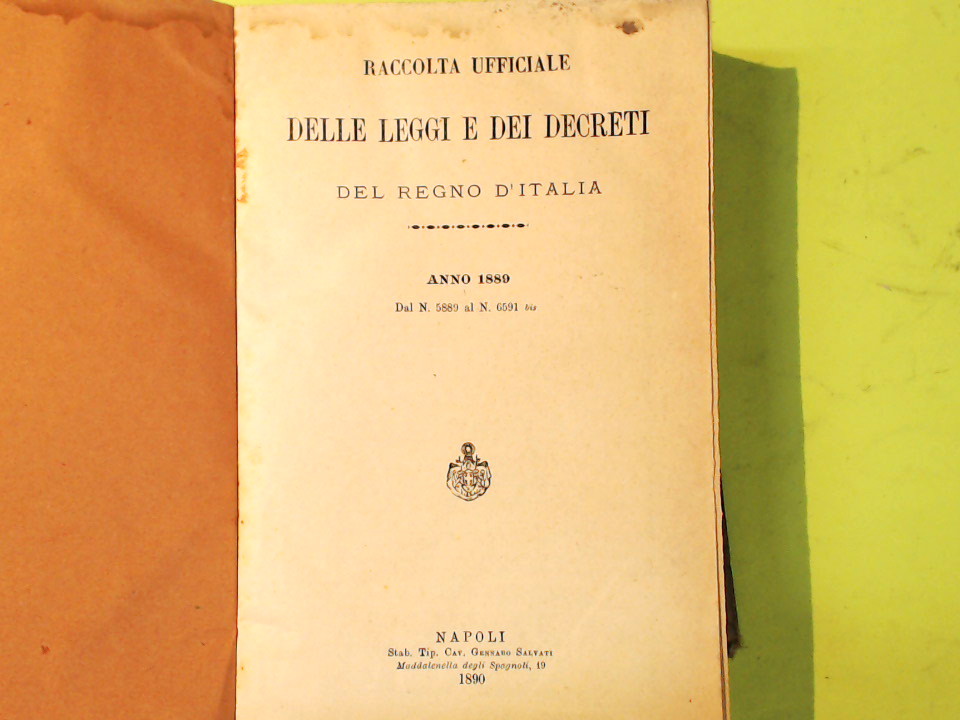 RACCOLTA UFFICIALE
DELLE LEGGI E DEI DECRETI
DEL REGNO D'ITALIA
ANNO 1889
Dal N. 5889 al N. 6591 bis
NAPOLI
Stab. Tip. Cav. Gennaro Salvati
Maddalenella degli Spagnoli, 19
1890